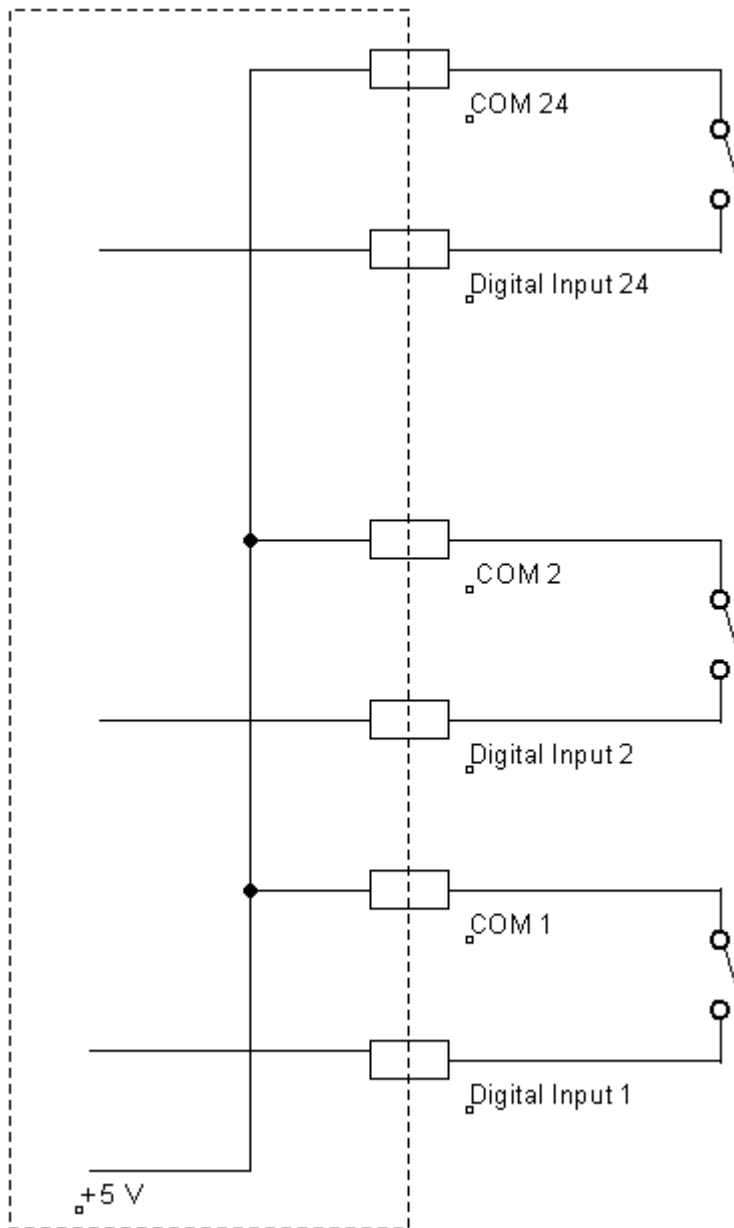 COM 24
Digital Input 24
COM 2
Digital Input 2
COM 1
Digital Input 1
+5 V